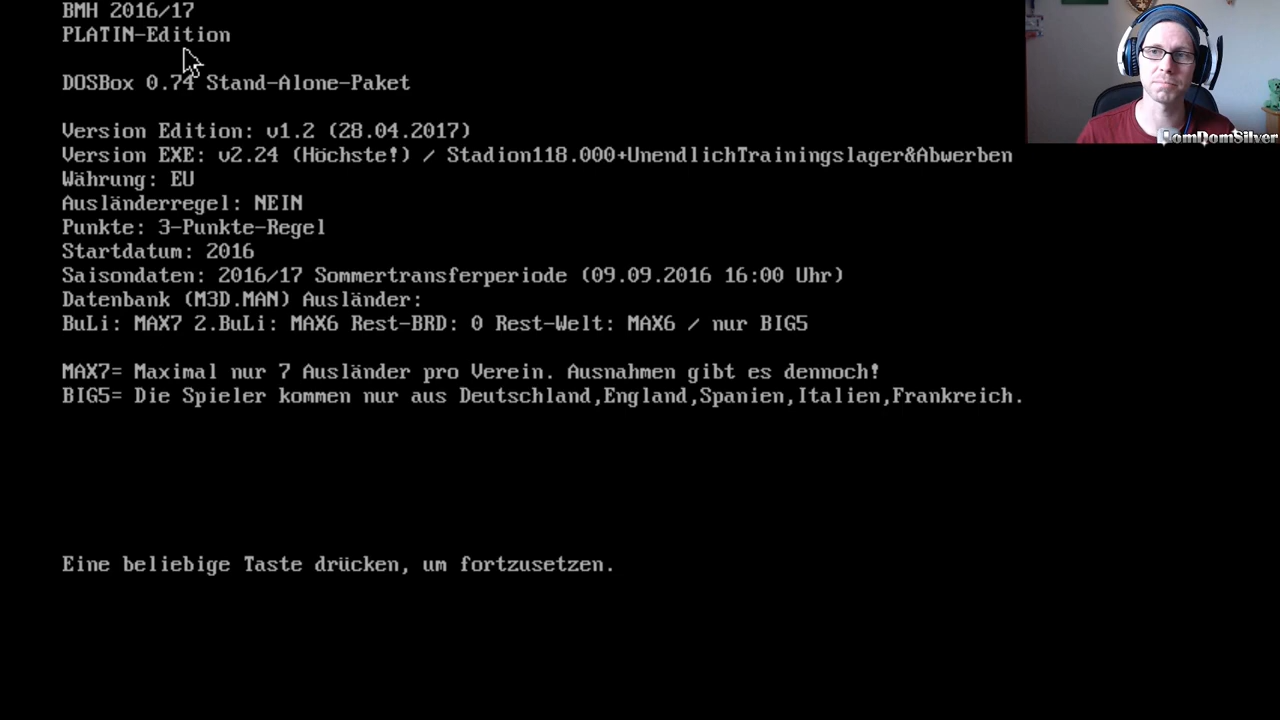 BMH 2016/17
PLATIN-Edition
DOSBox 0.74 Stand-Alone-Paket
Version Edition: v1.2 (28.04.2017)
Version EXE: v2.24 (Höchste!) / Stadion118.000+UnendlichTrainingslager&Abwerben
Währung: EU
Ausländerregel: NEIN
Punkte: 3-Punkte-Regel
Startdatum: 2016
Saisondaten: 2016/17 Sommertransferperiode (09.09.2016 16:00 Uhr)
Datenbank (M3D.MAN) Ausländer:
BuLi: MAX7 2.BuLi: MAX6 Rest-BRD: 0 Rest-Welt: MAX6 / nur BIG5
MAX7= Maximal nur 7 Ausländer pro Verein. Ausnahmen gibt es dennoch!
BIG5= Die Spieler kommen nur aus Deutschland,England,Spanien,Italien,Frankreich.
Eine beliebige Taste drücken, um fortzusetzen.